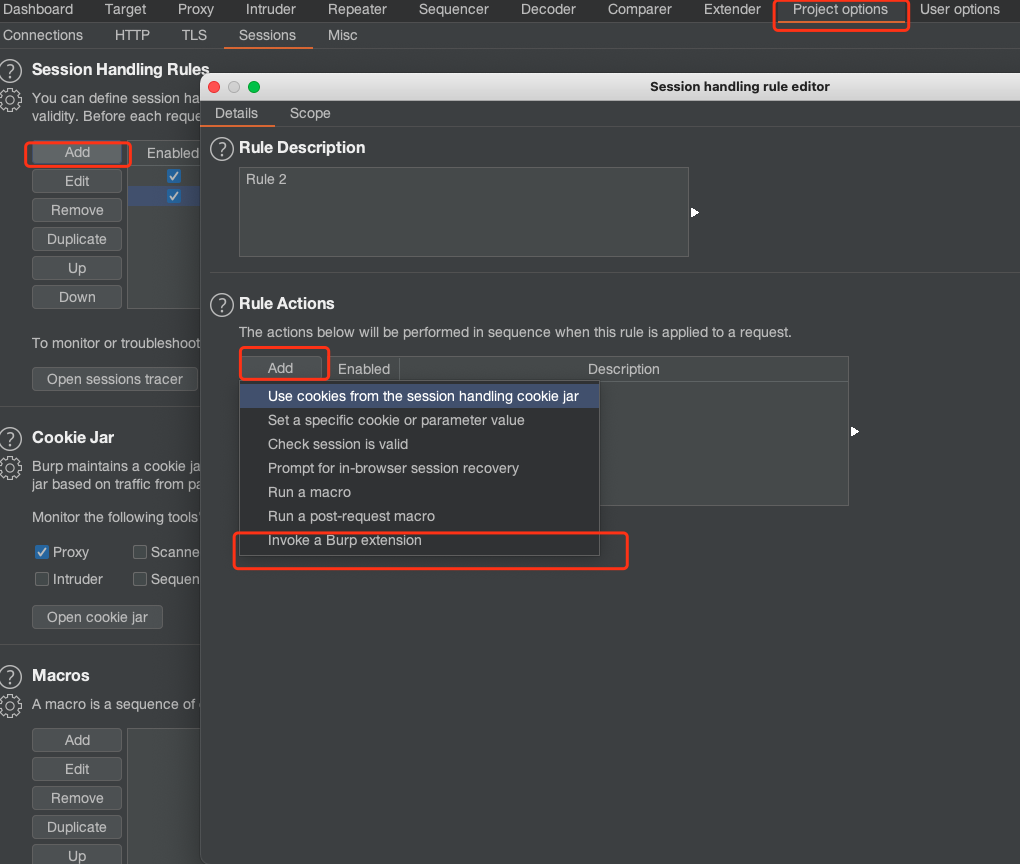 Dashboard Target Proxy Intruder Repeater Sequencer Decoder Comparer Extender Project options User options
Connections HTTP TLS Sessions Misc
Session Handling Rules
You can define session ha
validity. Before each reque
Add Enabled
Edit
Remove
Duplicate
Up
Down
To monitor or troubleshoot
Open sessions tracer
Cookie Jar
Burp maintains a cookie ja
jar based on traffic from pa
Monitor the following tools'
Proxy Scanne
Intruder Sequen
Open cookie jar
Macros
A macro is a sequence of
Add
Edit
Remove
Duplicate
Up
Session handling rule editor
Details Scope
? Rule Description
Rule 2
? Rule Actions
The actions below will be performed in sequence when this rule is applied to a request.
Add Enabled Description
Use cookies from the session handling cookie jar
Set a specific cookie or parameter value
Check session is valid
Prompt for in-browser session recovery
Run a macro
Run a post-request macro
Invoke a Burp extension